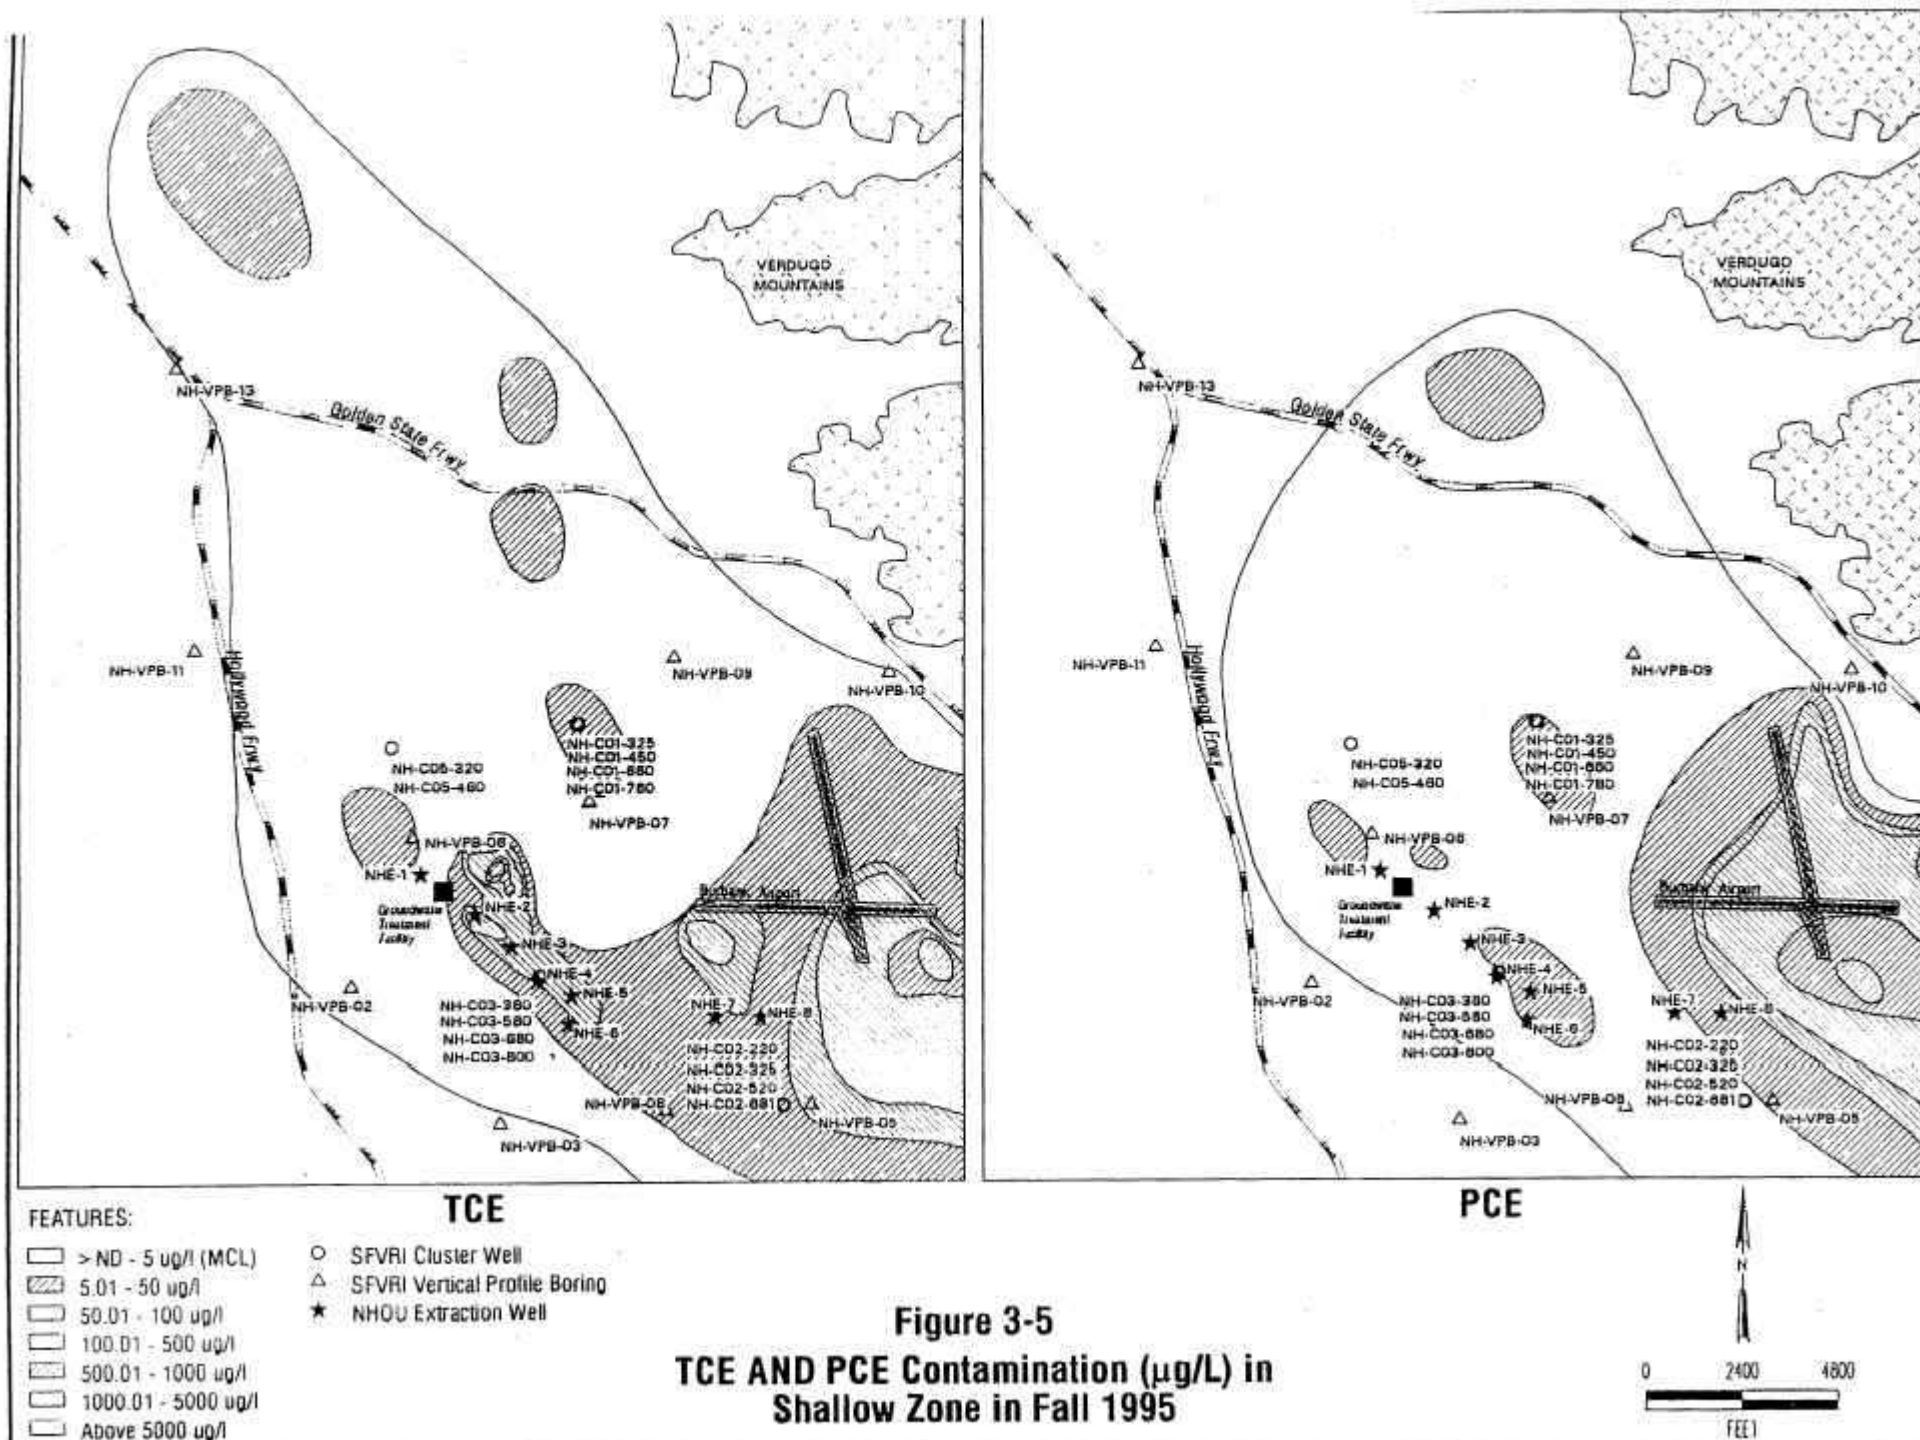 VERDUGO
MOUNTAINS
NH-VPB-13
Golden State Frwy
Hollywood Frwy
NH-VPB-11
NH-VPB-09
NH-VPB-10
NH-C01-325
NH-C01-450
NH-C01-660
NH-C01-780
NH-VPB-07
NH-C05-320
NH-C05-460
NH-VPB-06
NHE-1
Groundwater
Treatment
Facility
NHE-2
NHE-3
NHE-4
NHE-5
NHE-6
Burbank Airport
NHE-7
NHE-8
NH-VPB-02
NH-C03-380
NH-C03-580
NH-C03-680
NH-C03-800
NH-C02-220
NH-C02-325
NH-C02-520
NH-C02-681
NH-VPB-08
NH-VPB-05
NH-VPB-03
VERDUGO
MOUNTAINS
NH-VPB-13
Golden State Frwy
Hollywood Frwy
NH-VPB-11
NH-VPB-09
NH-VPB-10
NH-C01-325
NH-C01-450
NH-C01-660
NH-C01-780
NH-VPB-07
NH-C05-320
NH-C05-460
NH-VPB-06
NHE-1
Groundwater
Treatment
Facility
NHE-2
NHE-3
NHE-4
NHE-5
NHE-6
Burbank Airport
NHE-7
NHE-8
NH-VPB-02
NH-C03-380
NH-C03-580
NH-C03-680
NH-C03-800
NH-C02-220
NH-C02-325
NH-C02-520
NH-C02-681
NH-VPB-08
NH-VPB-05
NH-VPB-03
TCE
PCE
FEATURES:
> ND - 5 ug/l (MCL)
5.01 - 50 ug/l
50.01 - 100 ug/l
100.01 - 500 ug/l
500.01 - 1000 ug/l
1000.01 - 5000 ug/l
Above 5000 ug/l
SFVRI Cluster Well
SFVRI Vertical Profile Boring
NHOU Extraction Well
Figure 3-5
TCE AND PCE Contamination (µg/L) in
Shallow Zone in Fall 1995
N
0 2400 4800
FEET